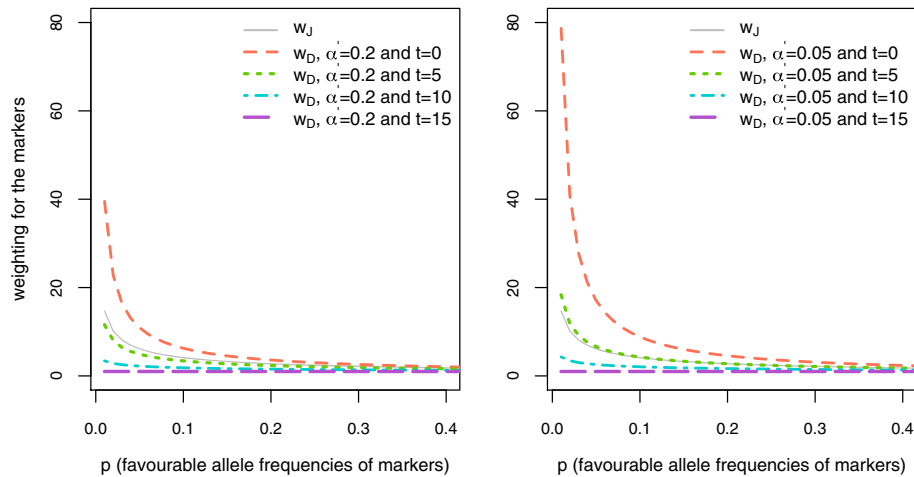 weighting for the markers
80
60
40
20
0
w_J
w_D, α'=0.2 and t=0
w_D, α'=0.2 and t=5
w_D, α'=0.2 and t=10
w_D, α'=0.2 and t=15
0.0 0.1 0.2 0.3 0.4
p (favourable allele frequencies of markers)
80
60
40
20
0
w_J
w_D, α'=0.05 and t=0
w_D, α'=0.05 and t=5
w_D, α'=0.05 and t=10
w_D, α'=0.05 and t=15
0.0 0.1 0.2 0.3 0.4
p (favourable allele frequencies of markers)